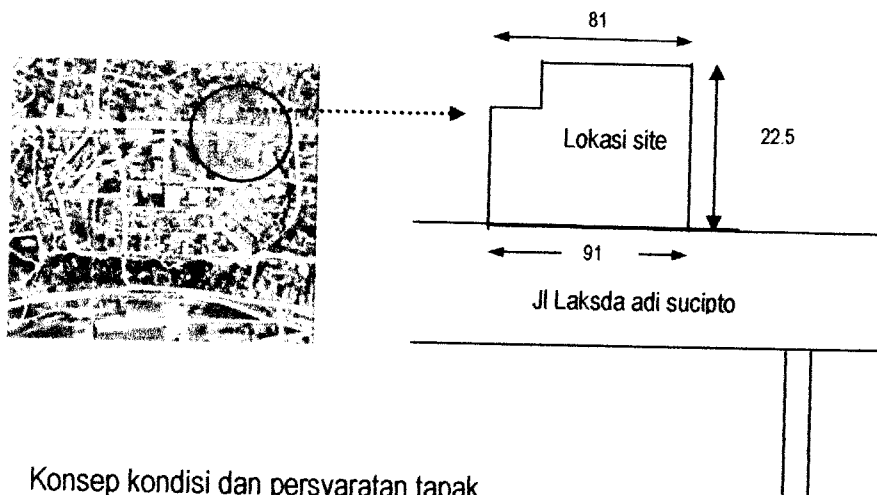 81
Lokasi site
22.5
91
Jl Laksda adi sucipto
Konsep kondisi dan persyaratan tapak